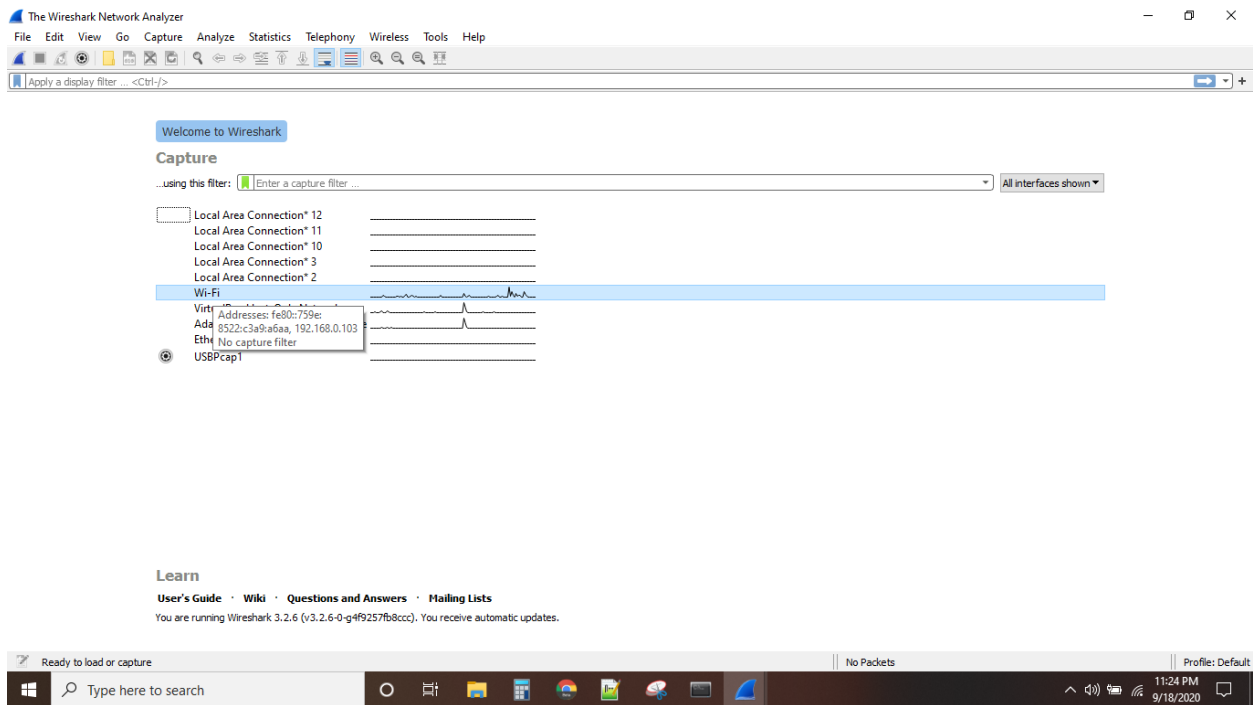 The Wireshark Network Analyzer
File Edit View Go Capture Analyze Statistics Telephony Wireless Tools Help
Apply a display filter ... <Ctrl-/>
Welcome to Wireshark
Capture
...using this filter: Enter a capture filter ... All interfaces shown
Local Area Connection* 12
Local Area Connection* 11
Local Area Connection* 10
Local Area Connection* 3
Local Area Connection* 2
Wi-Fi
Addresses: fe80::759e:
8522:c3a9:a6aa, 192.168.0.103
No capture filter
USBPcap1
Learn
User's Guide · Wiki · Questions and Answers · Mailing Lists
You are running Wireshark 3.2.6 (v3.2.6-0-g4f9257fb8ccc). You receive automatic updates.
Ready to load or capture No Packets Profile: Default
Type here to search
11:24 PM
9/18/2020